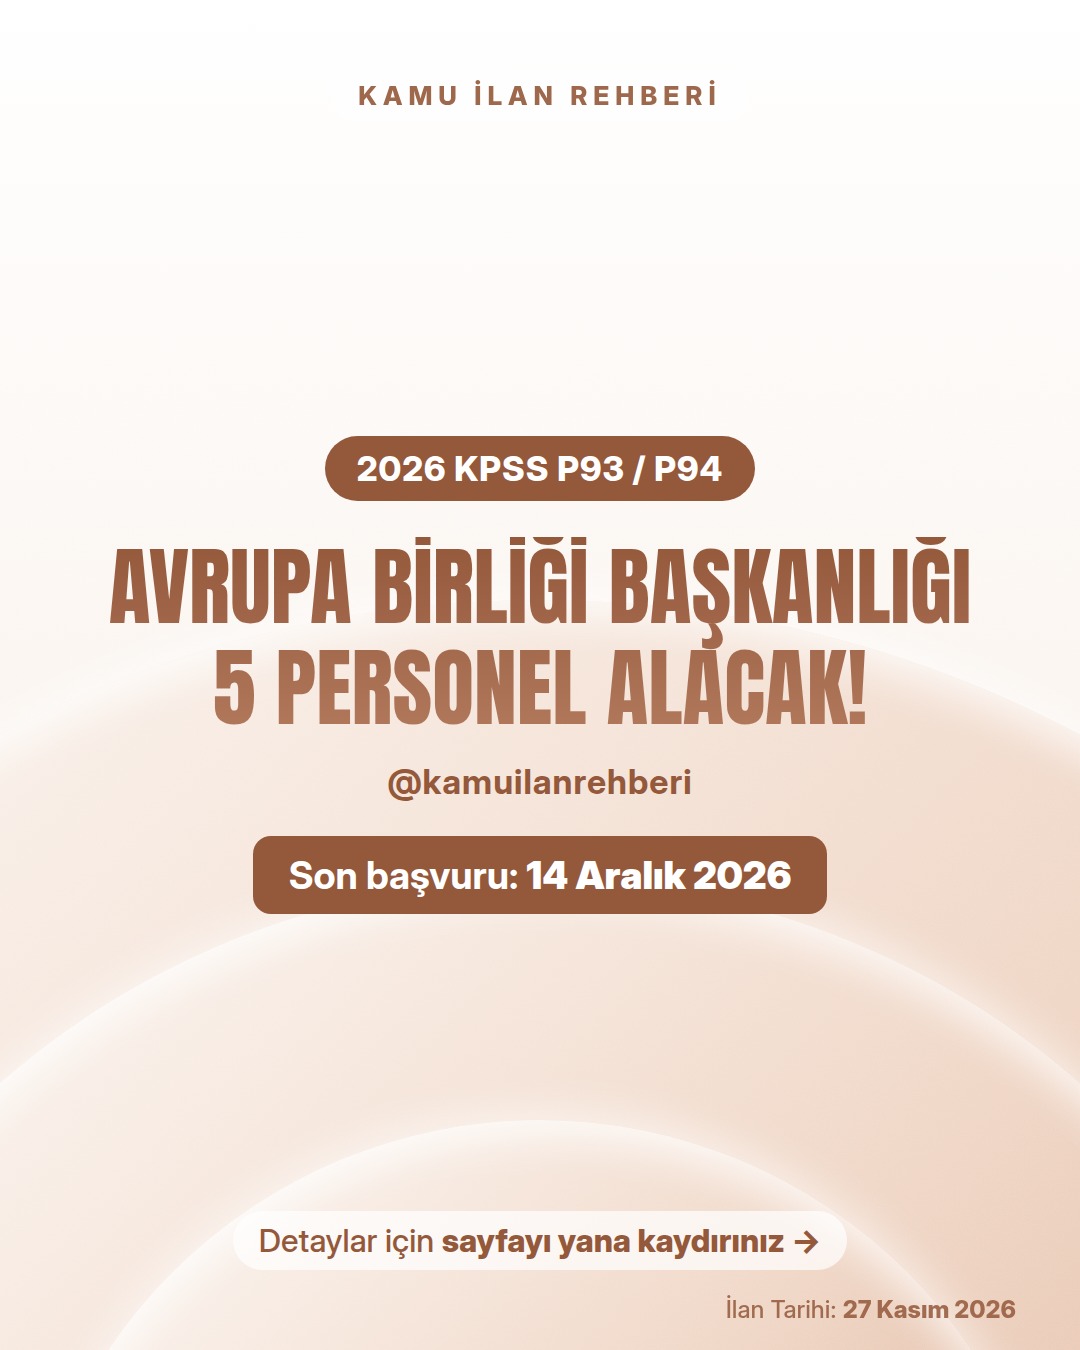 KAMU İLAN REHBERİ
2026 KPSS P93 / P94
AVRUPA BİRLİĞİ BAŞKANLIĞI
5 PERSONEL ALACAK!
@kamuilanrehberi
Son başvuru: 14 Aralık 2026
Detaylar için sayfayı yana kaydırınız →
İlan Tarihi: 27 Kasım 2026